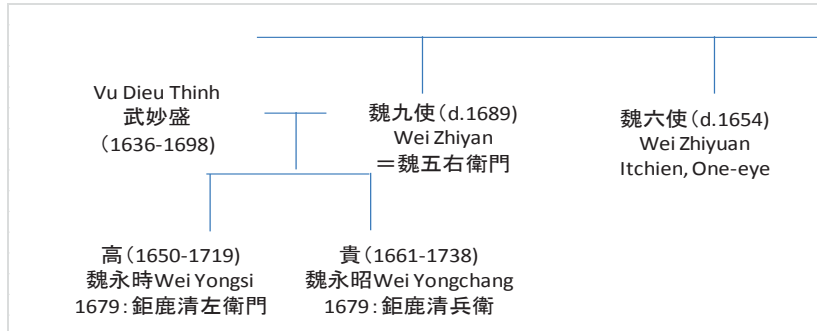 Vu Dieu Thinh
武妙盛
(1636-1698)
魏九使(d.1689)
Wei Zhiyan
=魏五右衛門
魏六使(d.1654)
Wei Zhiyuan
Itchien, One-eye
高(1650-1719)
魏永時Wei Yongsi
1679:鉅鹿清左衛門
貴(1661-1738)
魏永昭Wei Yongchang
1679:鉅鹿清兵衛